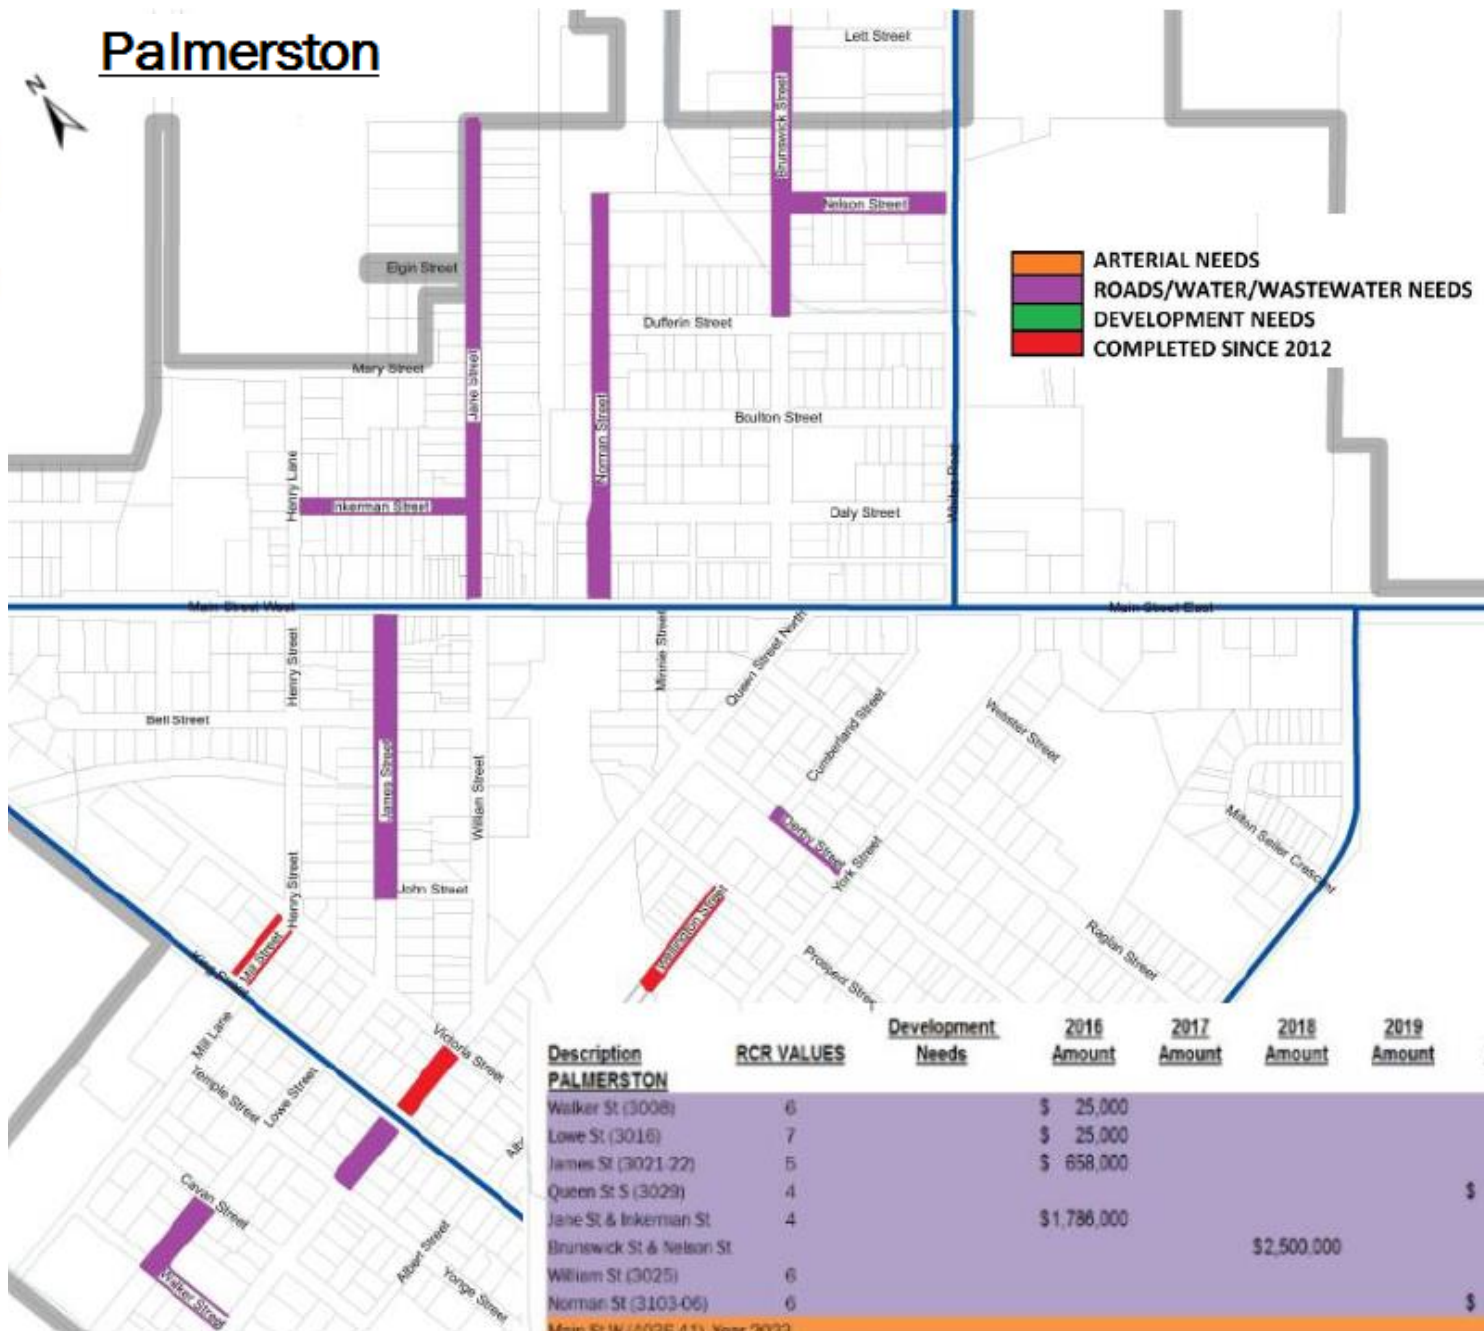 Palmerston
N
Lett Street
Brunswick Street
Nelson Street
Elgin Street
ARTERIAL NEEDS
ROADS/WATER/WASTEWATER NEEDS
DEVELOPMENT NEEDS
COMPLETED SINCE 2012
Dufferin Street
Mary Street
Jane Street
Norman Street
Boulton Street
Henry Lane
Inkerman Street
Daly Street
Whites Road
Main Street West
Main Street East
Henry Street
Minnie Street
Queen Street North
Bell Street
Cumberland Street
Webster Street
James Street
William Street
Derby Street
York Street
Milton Seiler Crescent
Henry Street
John Street
Wellington Street
Mill Street
King Street
Prospect Stree
Raglan Street
Mill Lane
Victoria Street
Temple Street
Lowe Street
Albe
Cavan Street
Albert Street
Yonge Street
Walker Street
Development 2016 2017 2018 2019
Description RCR VALUES Needs Amount Amount Amount Amount
PALMERSTON
Walker St (3008) 6 $ 25,000
Lowe St (3016) 7 $ 25,000
James St (3021-22) 5 $ 658,000
Queen St S (3029) 4 $
Jane St & Inkerman St 4 $1,786,000
Brunswick St & Nelson St $2,500,000
William St (3025) 6
Norman St (3103-06) 6 $
Main St W